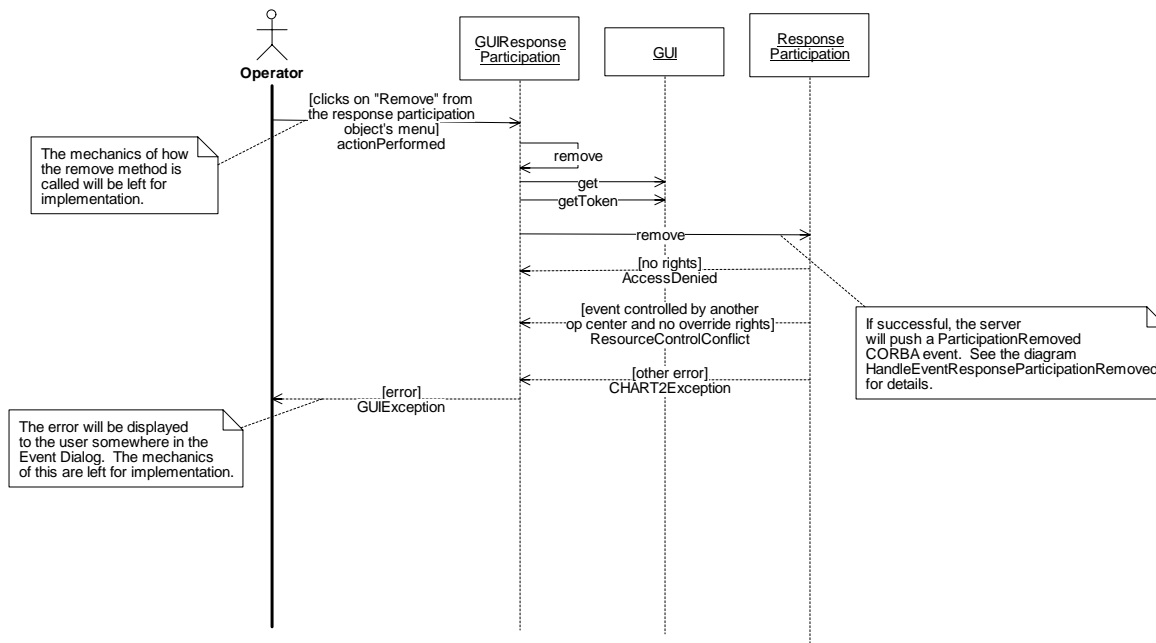 GUIResponse
Participation
GUI
Response
Participation
Operator
[clicks on "Remove" from
the response participation
object's menu]
actionPerformed
The mechanics of how
the remove method is
called will be left for
implementation.
remove
get
getToken
remove
[no rights]
AccessDenied
[event controlled by another
op center and no override rights]
ResourceControlConflict
If successful, the server
will push a ParticipationRemoved
CORBA event. See the diagram
HandleEventResponseParticipationRemoved
for details.
[other error]
CHART2Exception
[error]
GUIException
The error will be displayed
to the user somewhere in the
Event Dialog. The mechanics
of this are left for implementation.